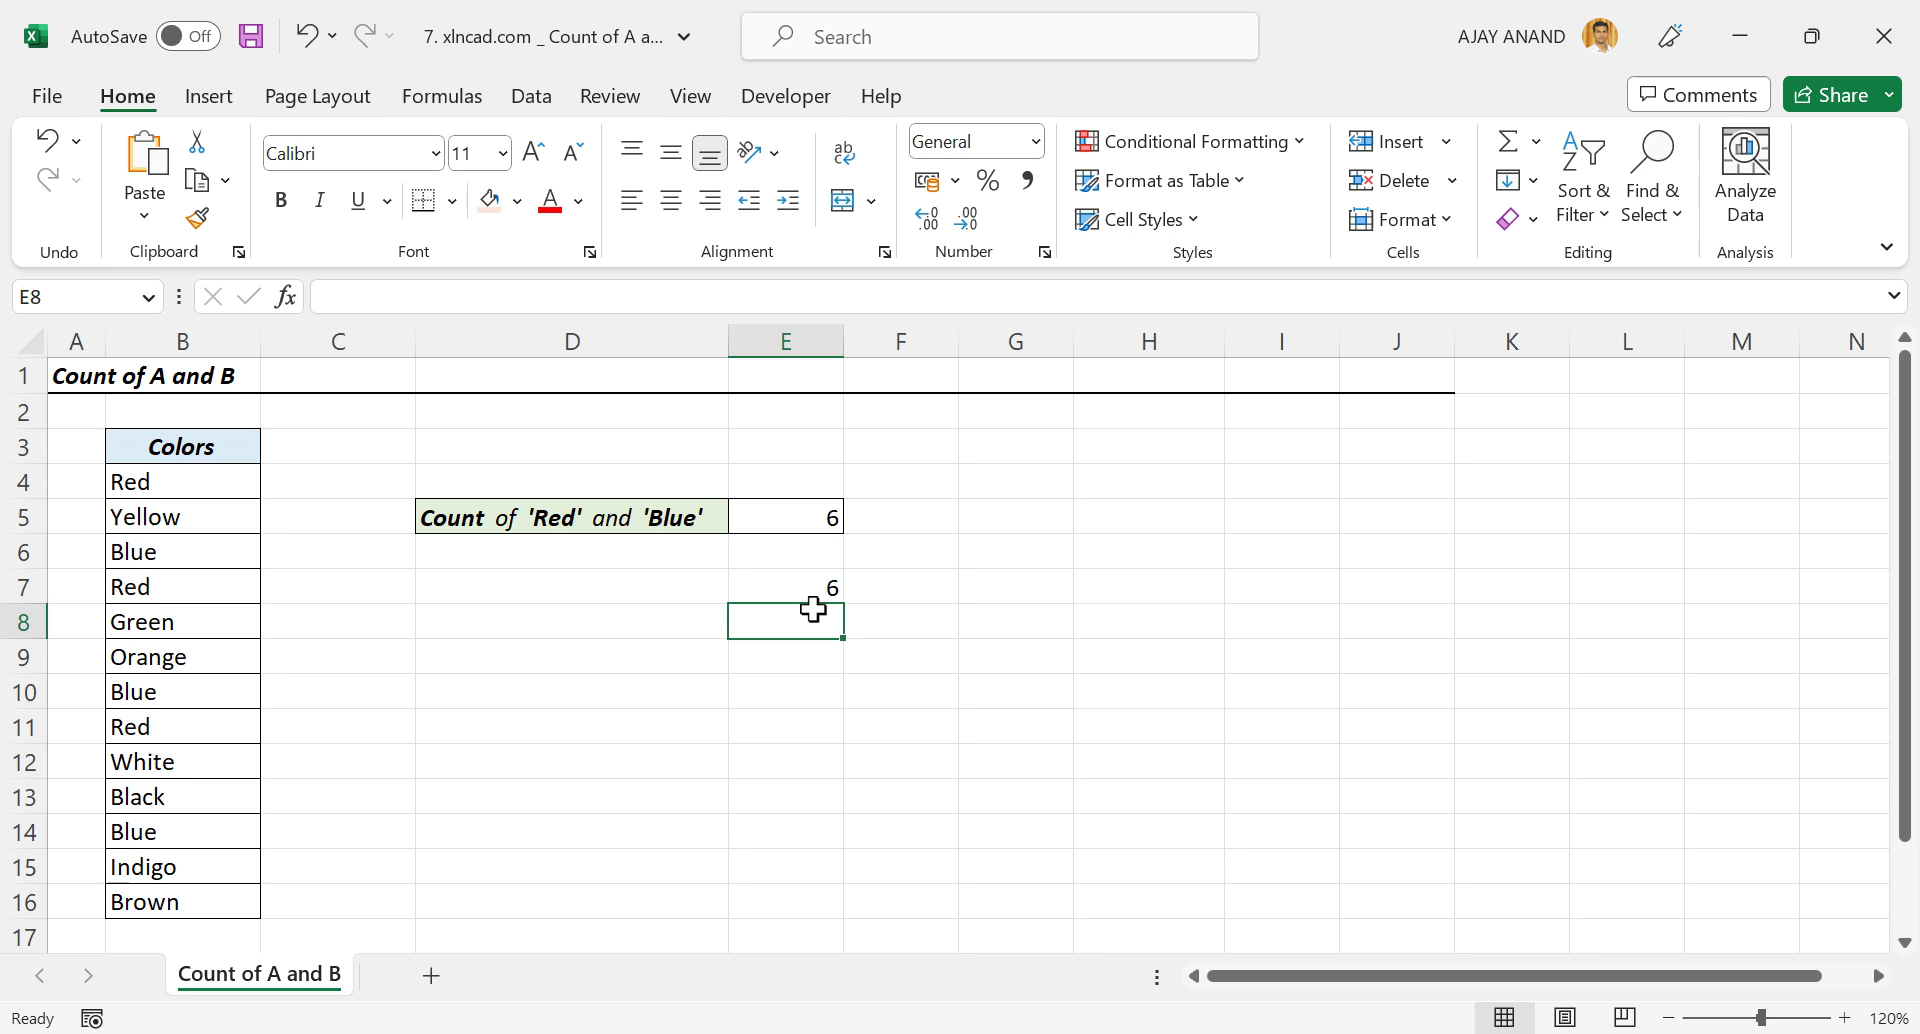 AutoSave Off 7. xlncad.com _ Count of A a... Search AJAY ANAND
File Home Insert Page Layout Formulas Data Review View Developer Help Comments Share
Calibri 11 General Conditional Formatting Insert
Paste B I U ab % Format as Table Delete Sort & Filter Find & Select Analyze Data
.00 .00 Cell Styles Format
Undo Clipboard Font Alignment Number Styles Cells Editing Analysis
E8 fx
A B C D E F G H I J K L M N
1 Count of A and B
2
3 Colors
4 Red
5 Yellow Count of 'Red' and 'Blue' 6
6 Blue
7 Red 6
8 Green
9 Orange
10 Blue
11 Red
12 White
13 Black
14 Blue
15 Indigo
16 Brown
17
Count of A and B
Ready 120%